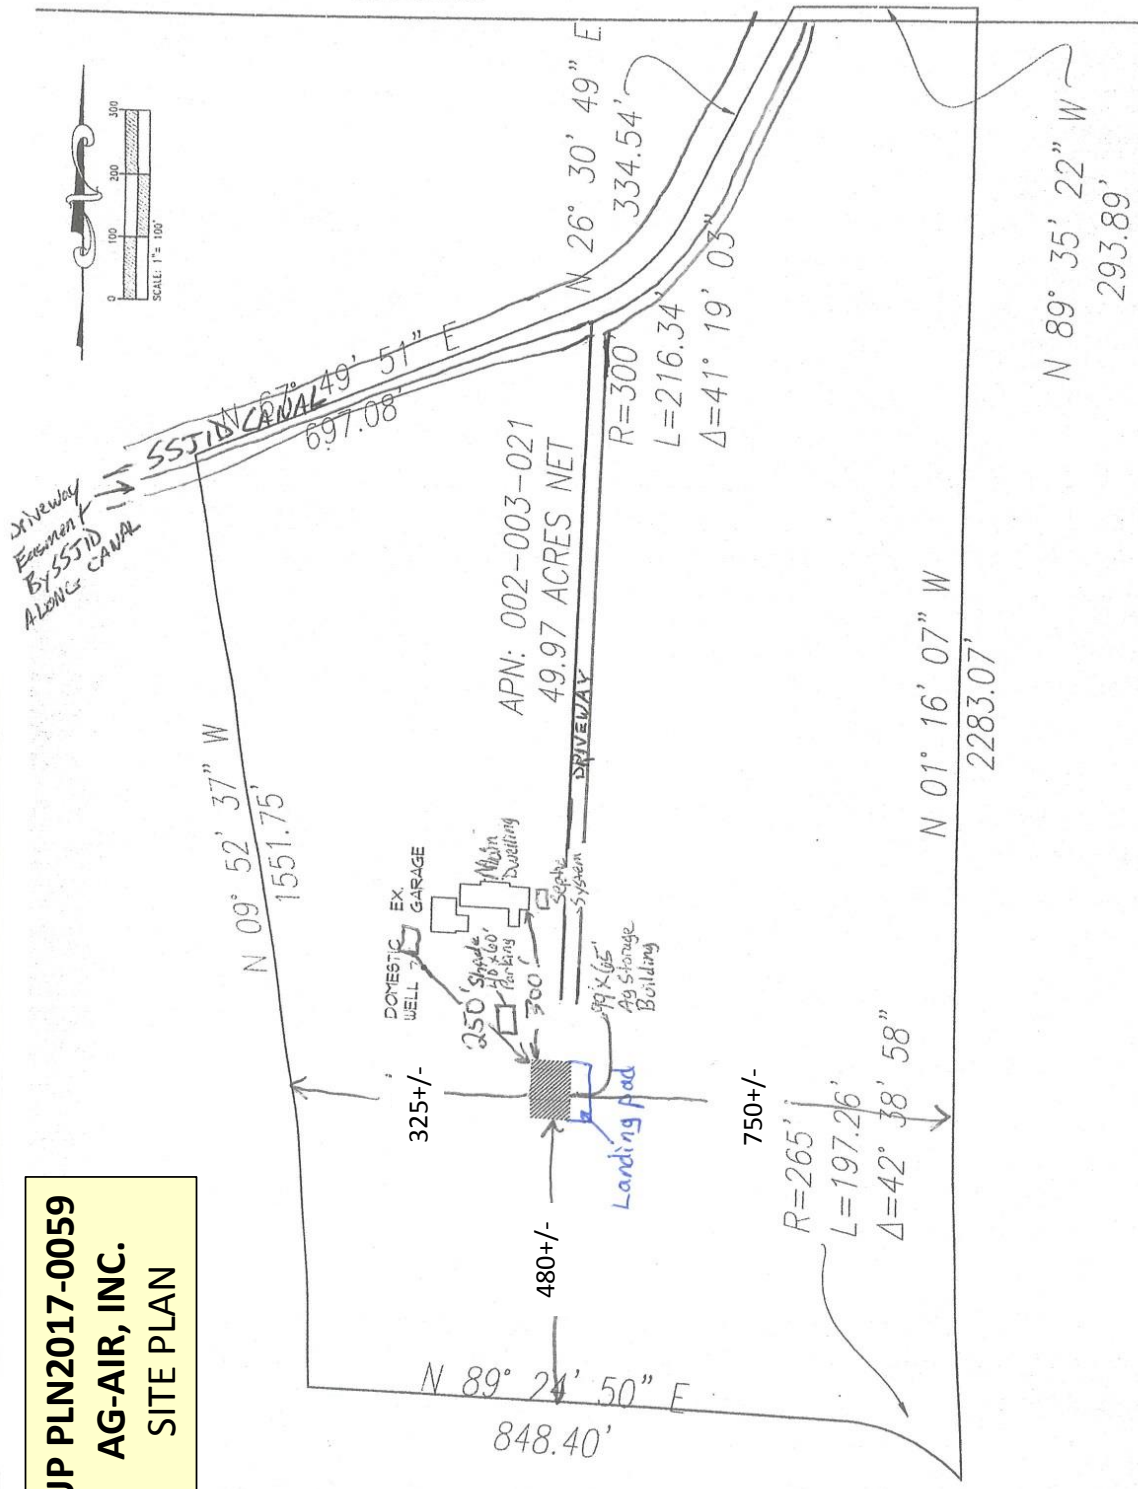 UP PLN2017-0059
AG-AIR, INC.
SITE PLAN
0
100
200
300
SCALE: 1"= 100'
Driveway
Easment
By SSJID
ALONG CANAL
SSJID CANAL
N 67° 49' 51" E
697.08'
N 26° 30' 49" E
334.54'
R=300'
L=216.34'
Δ=41° 19' 03"
N 89° 35' 22" W
293.89'
N 09° 52' 37" W
1551.75'
APN: 002-003-021
49.97 ACRES NET
DRIVEWAY
N 01° 16' 07" W
2283.07'
DOMESTIC
WELL
EX.
GARAGE
Main
Dwelling
Septic
System
250'
Shade
40'x60'
Parking
300'
99'x65'
Ag Storage
Building
Landing pad
325+/-
750+/-
480+/-
R=265'
L=197.26'
Δ=42° 38' 58"
N 89° 24' 50" E
848.40'